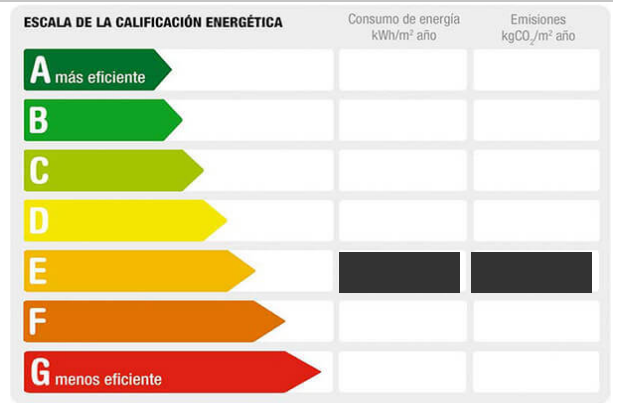 ESCALA DE LA CALIFICACIÓN ENERGÉTICA
Consumo de energía
kWh/m² año
Emisiones
kgCO₂/m² año
A más eficiente
B
C
D
E
F
G menos eficiente